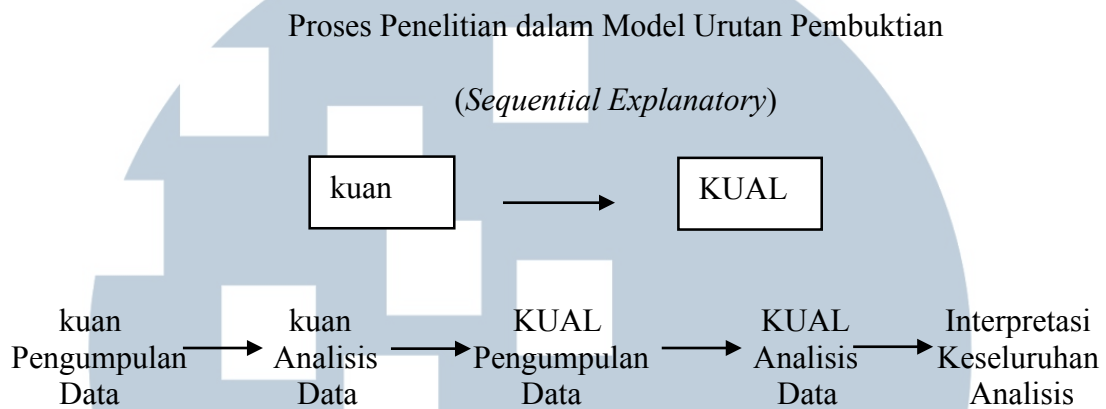 Proses Penelitian dalam Model Urutan Pembuktian
(Sequential Explanatory)
kuan
KUAL
kuan
Pengumpulan
Data
kuan
Analisis
Data
KUAL
Pengumpulan
Data
KUAL
Analisis
Data
Interpretasi
Keseluruhan
Analisis